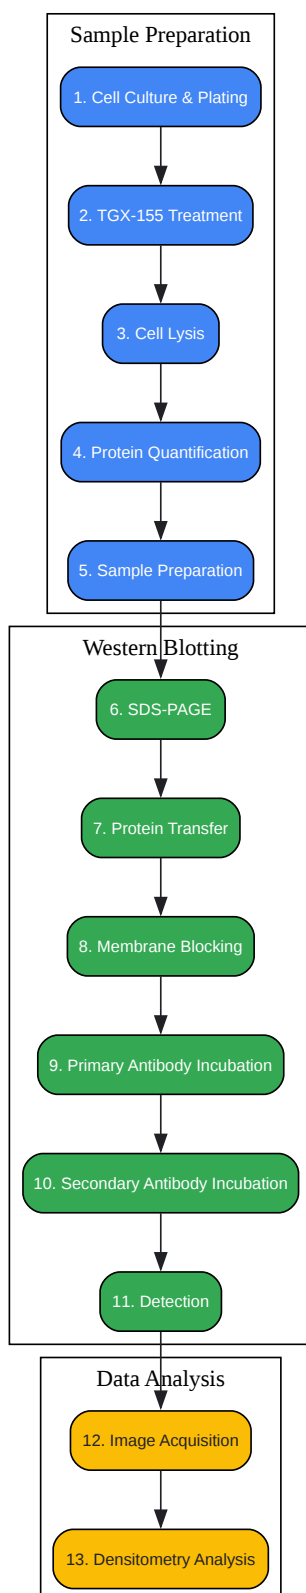 Sample Preparation
1. Cell Culture & Plating
2. TGX-155 Treatment
3. Cell Lysis
4. Protein Quantification
5. Sample Preparation
Western Blotting
6. SDS-PAGE
7. Protein Transfer
8. Membrane Blocking
9. Primary Antibody Incubation
10. Secondary Antibody Incubation
11. Detection
Data Analysis
12. Image Acquisition
13. Densitometry Analysis